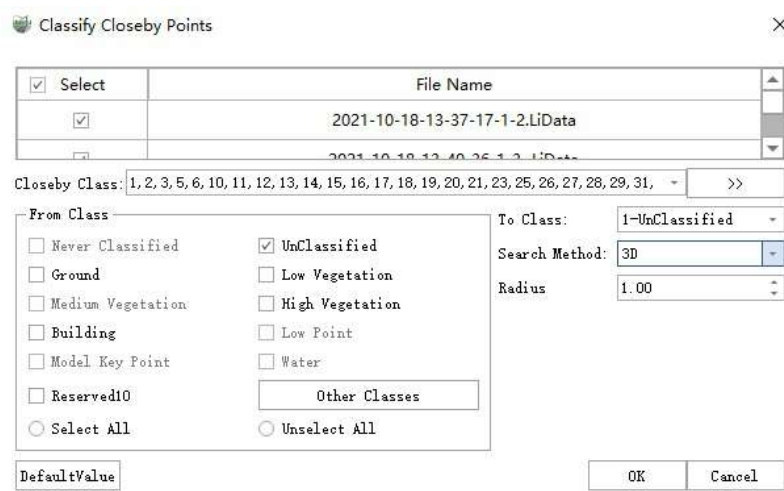 Classify Closeby Points
Select File Name
2021-10-18-13-37-17-1-2.LiData
Closeby Class: 1, 2, 3, 5, 6, 10, 11, 12, 13, 14, 15, 16, 17, 18, 19, 20, 21, 23, 25, 26, 27, 28, 29, 31, >>
From Class To Class: 1-UnClassified
Never Classified UnClassified Search Method: 3D
Ground Low Vegetation Radius 1.00
Medium Vegetation High Vegetation
Building Low Point
Model Key Point Water
Reserved10 Other Classes
Select All Unselect All
DefaultValue OK Cancel